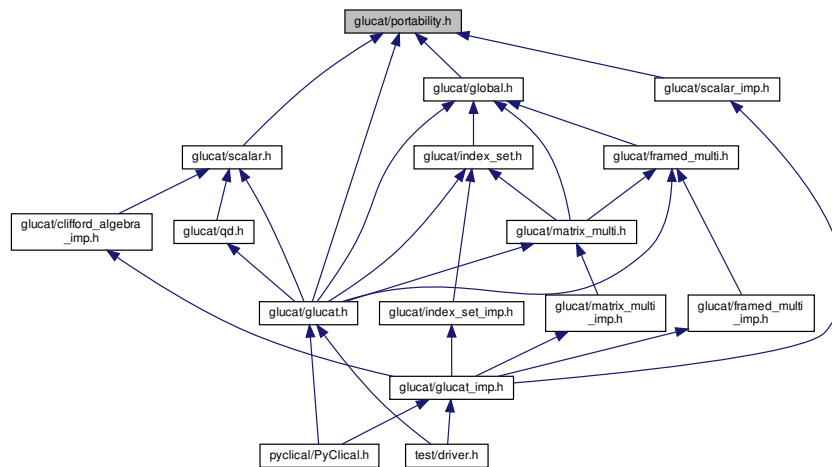 glucat/portability.h
glucat/global.h
glucat/scalar_imp.h
glucat/scalar.h
glucat/index_set.h
glucat/framed_multi.h
glucat/clifford_algebra
_imp.h
glucat/qd.h
glucat/matrix_multi.h
glucat/glucat.h
glucat/index_set_imp.h
glucat/matrix_multi
_imp.h
glucat/framed_multi
_imp.h
glucat/glucat_imp.h
pyclical/PyClical.h
test/driver.h